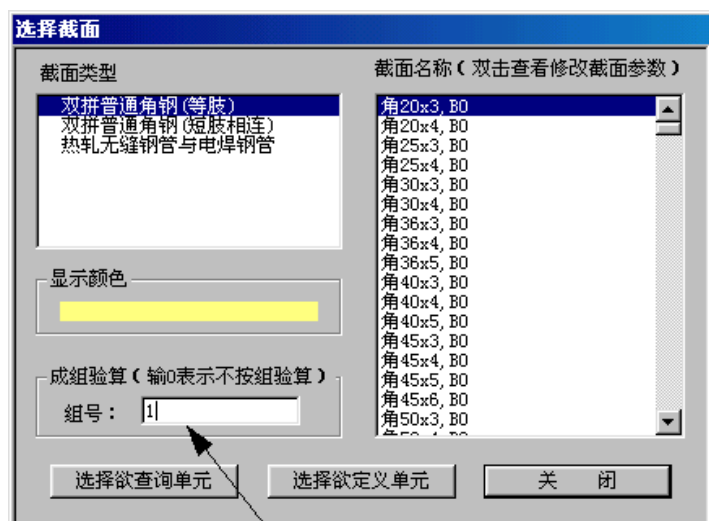 选择截面
截面类型
双拼普通角钢(等肢)
双拼普通角钢(短肢相连)
热轧无缝钢管与电焊钢管
显示颜色
成组验算(输0表示不按组验算)
组号: 1
截面名称(双击查看修改截面参数)
角20x3, B0
角20x4, B0
角25x3, B0
角25x4, B0
角30x3, B0
角30x4, B0
角36x3, B0
角36x4, B0
角36x5, B0
角40x3, B0
角40x4, B0
角40x5, B0
角45x3, B0
角45x4, B0
角45x5, B0
角45x6, B0
角50x3, B0
选择欲查询单元
选择欲定义单元
关 闭